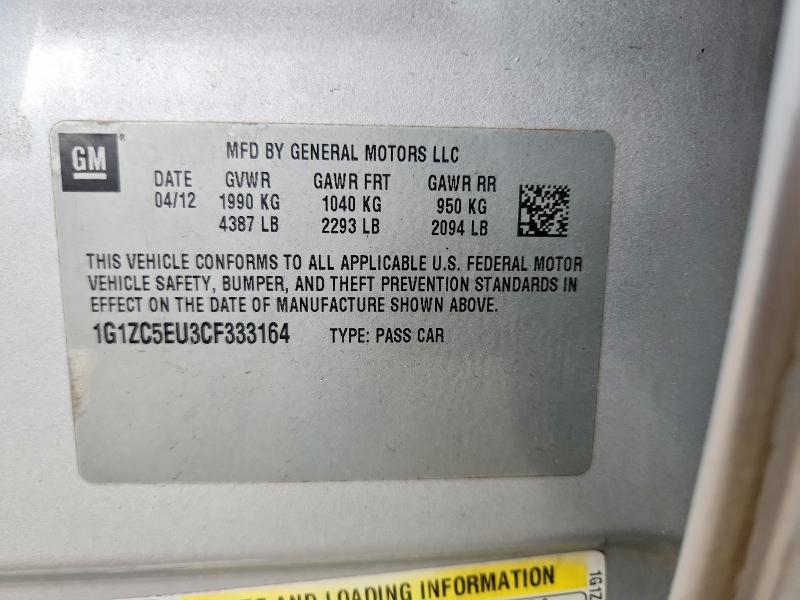 GM
MFD BY GENERAL MOTORS LLC
DATE GVWR GAWR FRT GAWR RR
04/12 1990 KG 1040 KG 950 KG
4387 LB 2293 LB 2094 LB
THIS VEHICLE CONFORMS TO ALL APPLICABLE U.S. FEDERAL MOTOR
VEHICLE SAFETY, BUMPER, AND THEFT PREVENTION STANDARDS IN
EFFECT ON THE DATE OF MANUFACTURE SHOWN ABOVE.
1G1ZC5EU3CF333164 TYPE: PASS CAR
AND LOADING INFORMATION
1G1Z